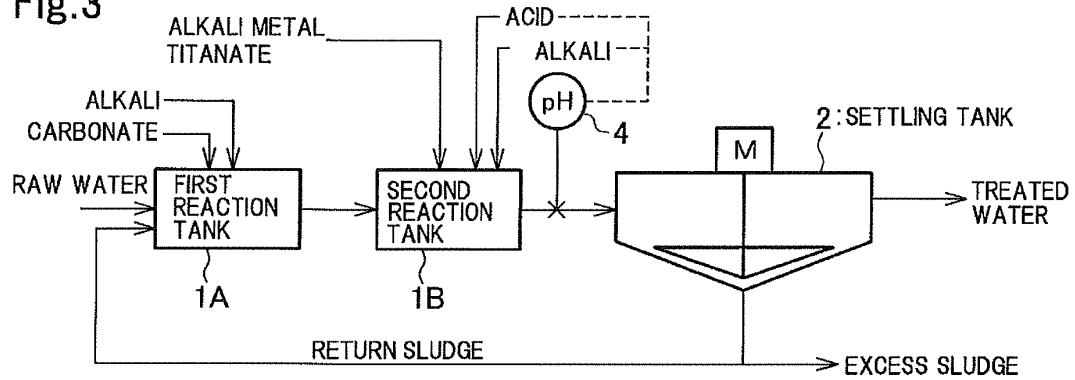 Fig.3
ALKALI METAL
TITANATE
ACID
ALKALI
ALKALI
CARBONATE
pH
4
2:SETTLING TANK
M
RAW WATER
FIRST
REACTION
TANK
SECOND
REACTION
TANK
TREATED
WATER
1A
1B
RETURN SLUDGE
EXCESS SLUDGE